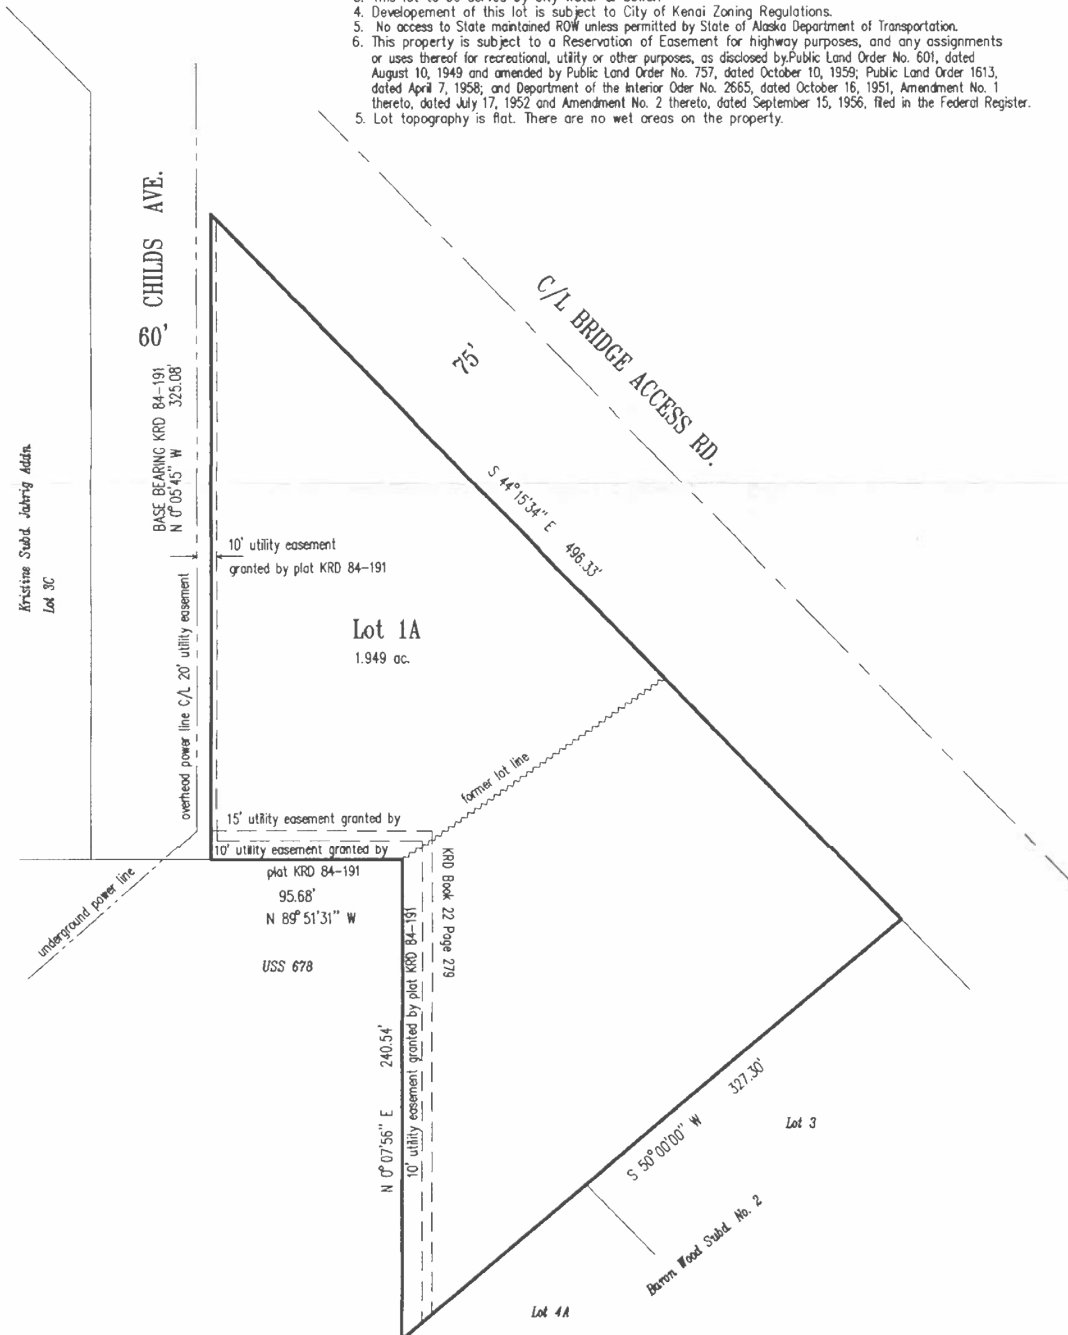 4. Developement of this lot is subject to City of Kenai Zoning Regulations.
5. No access to State maintained ROW unless permitted by State of Alaska Department of Transportation.
6. This property is subject to a Reservation of Easement for highway purposes, and any assignments
or uses thereof for recreational, utility or other purposes, as disclosed by.Public Land Order No. 601, dated
August 10, 1949 and amended by Public Land Order No. 757, dated October 10, 1959; Public Land Order 1613,
dated April 7, 1958; and Department of the Interior Oder No. 2665, dated October 16, 1951, Amendment No. 1
thereto, dated July 17, 1952 and Amendment No. 2 thereto, dated September 15, 1956, filed in the Federal Register.
5. Lot topography is flat. There are no wet areas on the property.
60' CHILDS AVE.
C/L BRIDGE ACCESS RD.
75'
BASE BEARING KRD 84-191
N 0°05'45" W 325.08'
Kristine Subd. Jahrig Addn.
Lot 3C
S 44°15'34" E 496.33'
10' utility easement
granted by plat KRD 84-191
Lot 1A
1.949 ac.
overhead power line C/L 20' utility easement
former lot line
15' utility easement granted by
10' utility easement granted by
plat KRD 84-191
95.68'
N 89°51'31" W
KRD Book 22 Page 279
underground power line
USS 678
10' utility easement granted by plat KRD 84-191
N 0°07'56" E 240.54'
S 50°00'00" W 327.30'
Lot 3
Baron Wood Subd. No. 2
Lot 4A